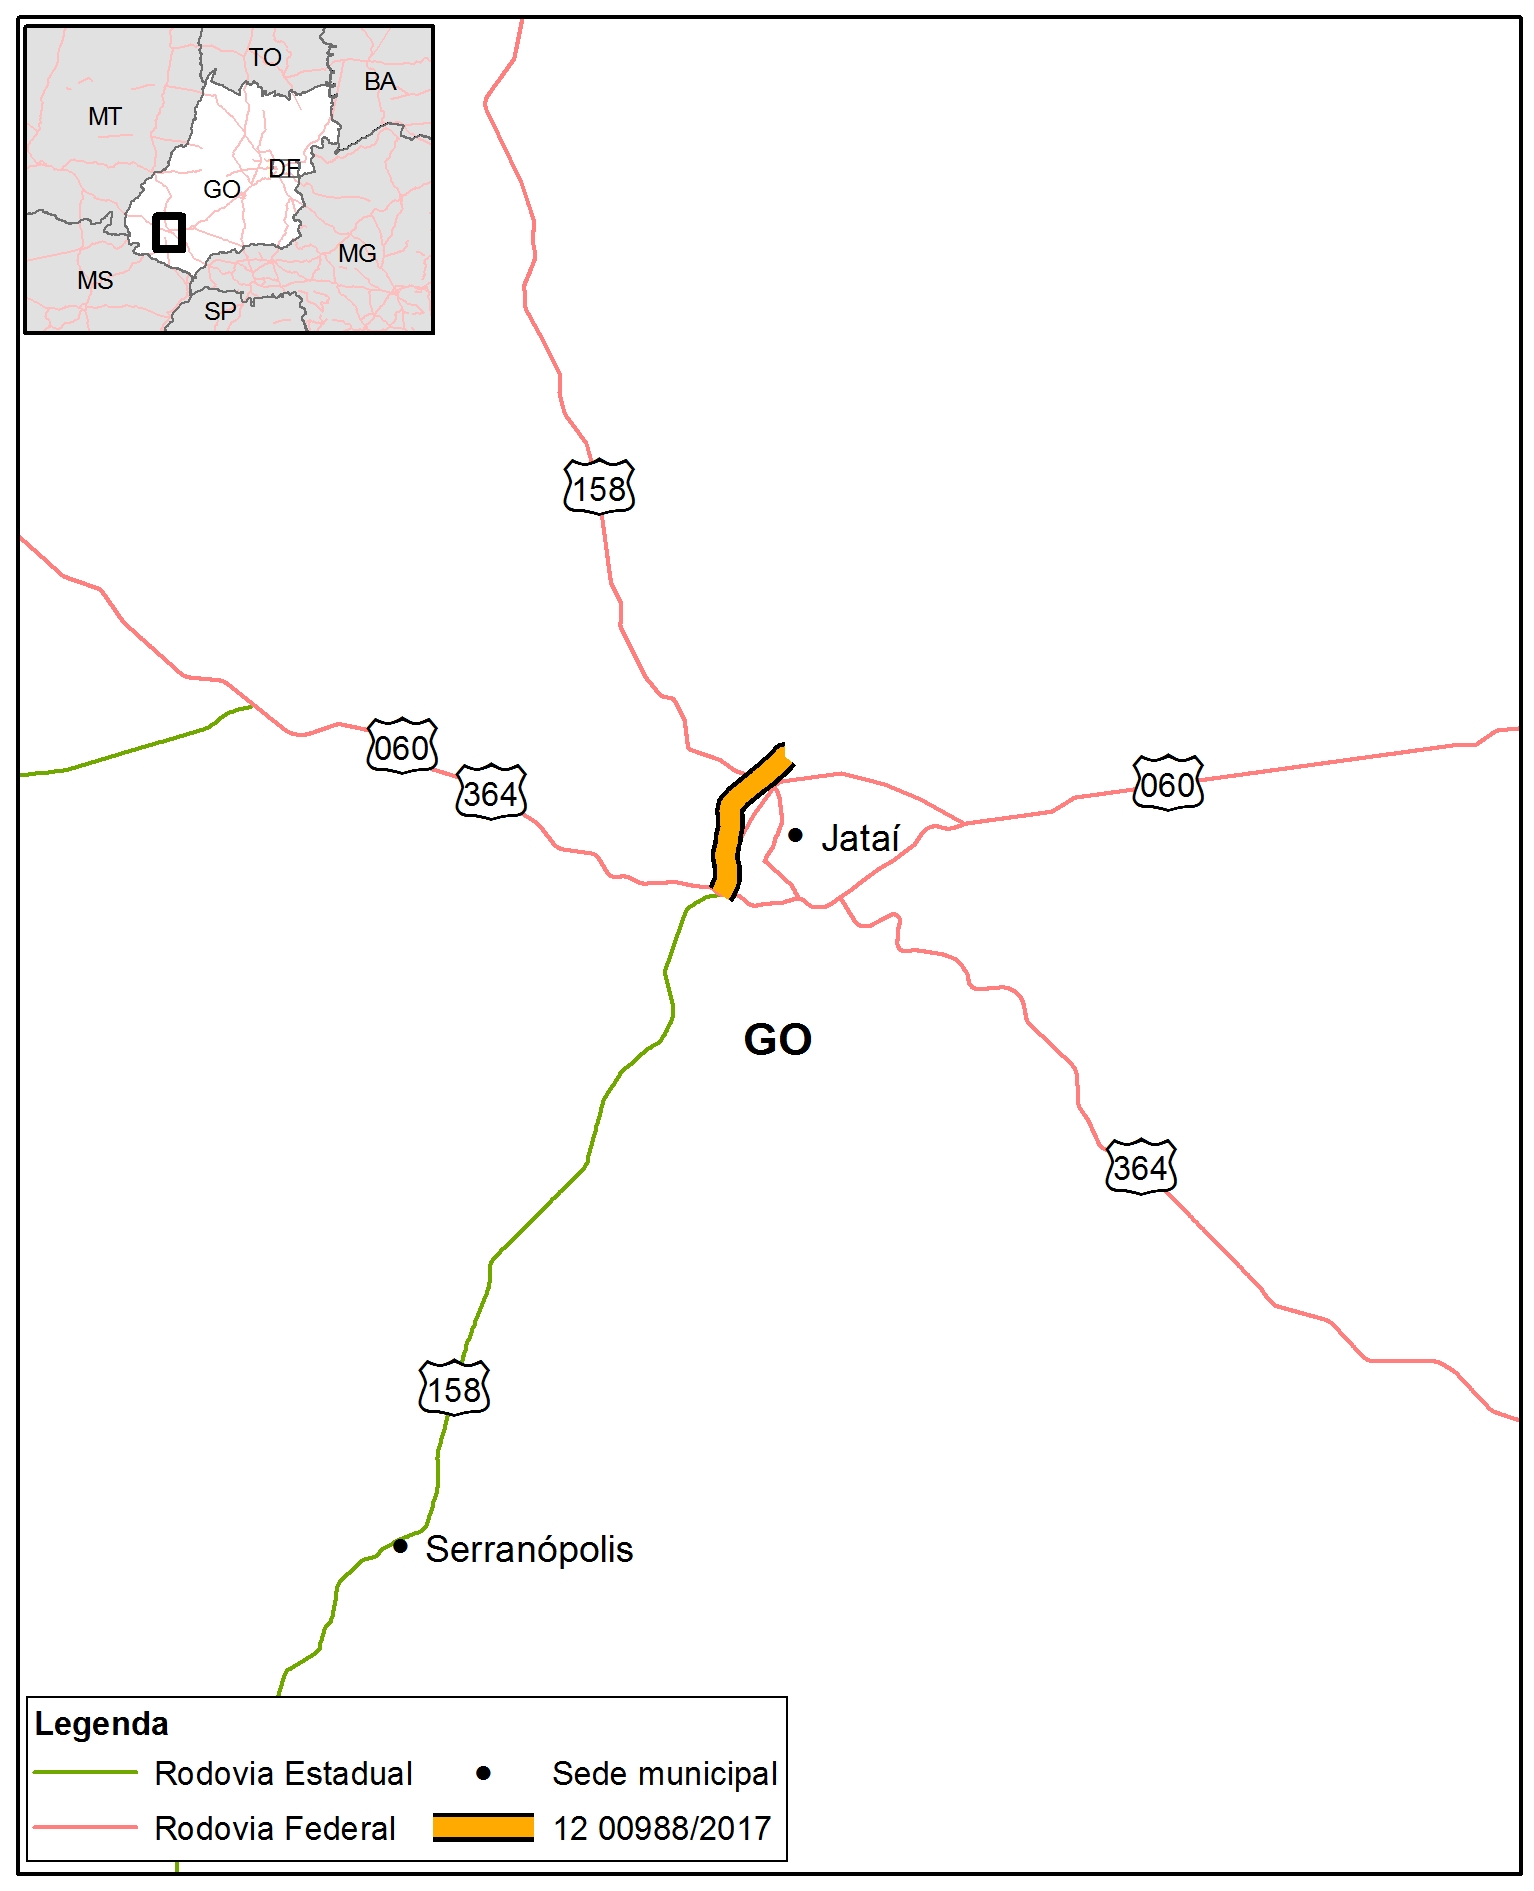 TO
BA
MT
DF
GO
MG
MS
SP
158
060
364
060
Jataí
GO
364
158
Serranópolis
Legenda
Rodovia Estadual
Sede municipal
Rodovia Federal
12 00988/2017